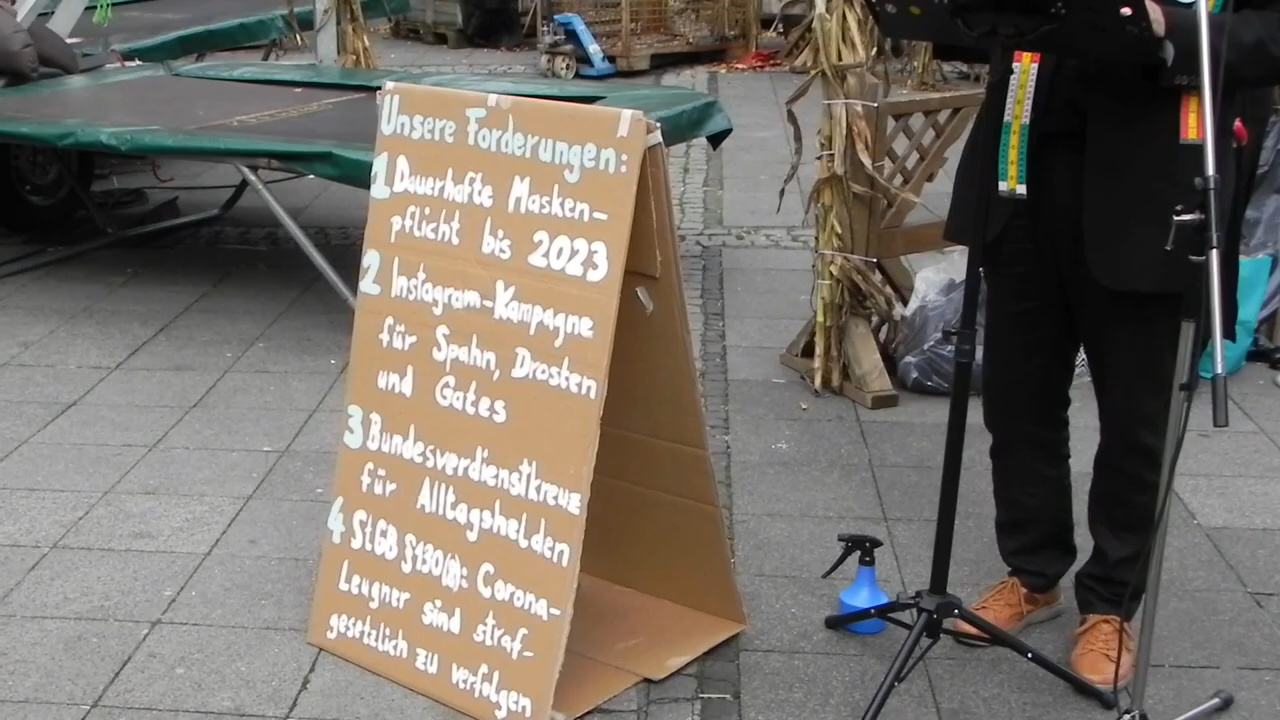 Unsere Forderungen:
1 Dauerhafte Masken-
pflicht bis 2023
2 Instagram-Kampagne
für Spahn, Drosten
und Gates
3 Bundesverdienstkreuz
für Alltagshelden
4 StGB §130(3): Corona-
Leugner sind straf-
gesetzlich zu verfolgen